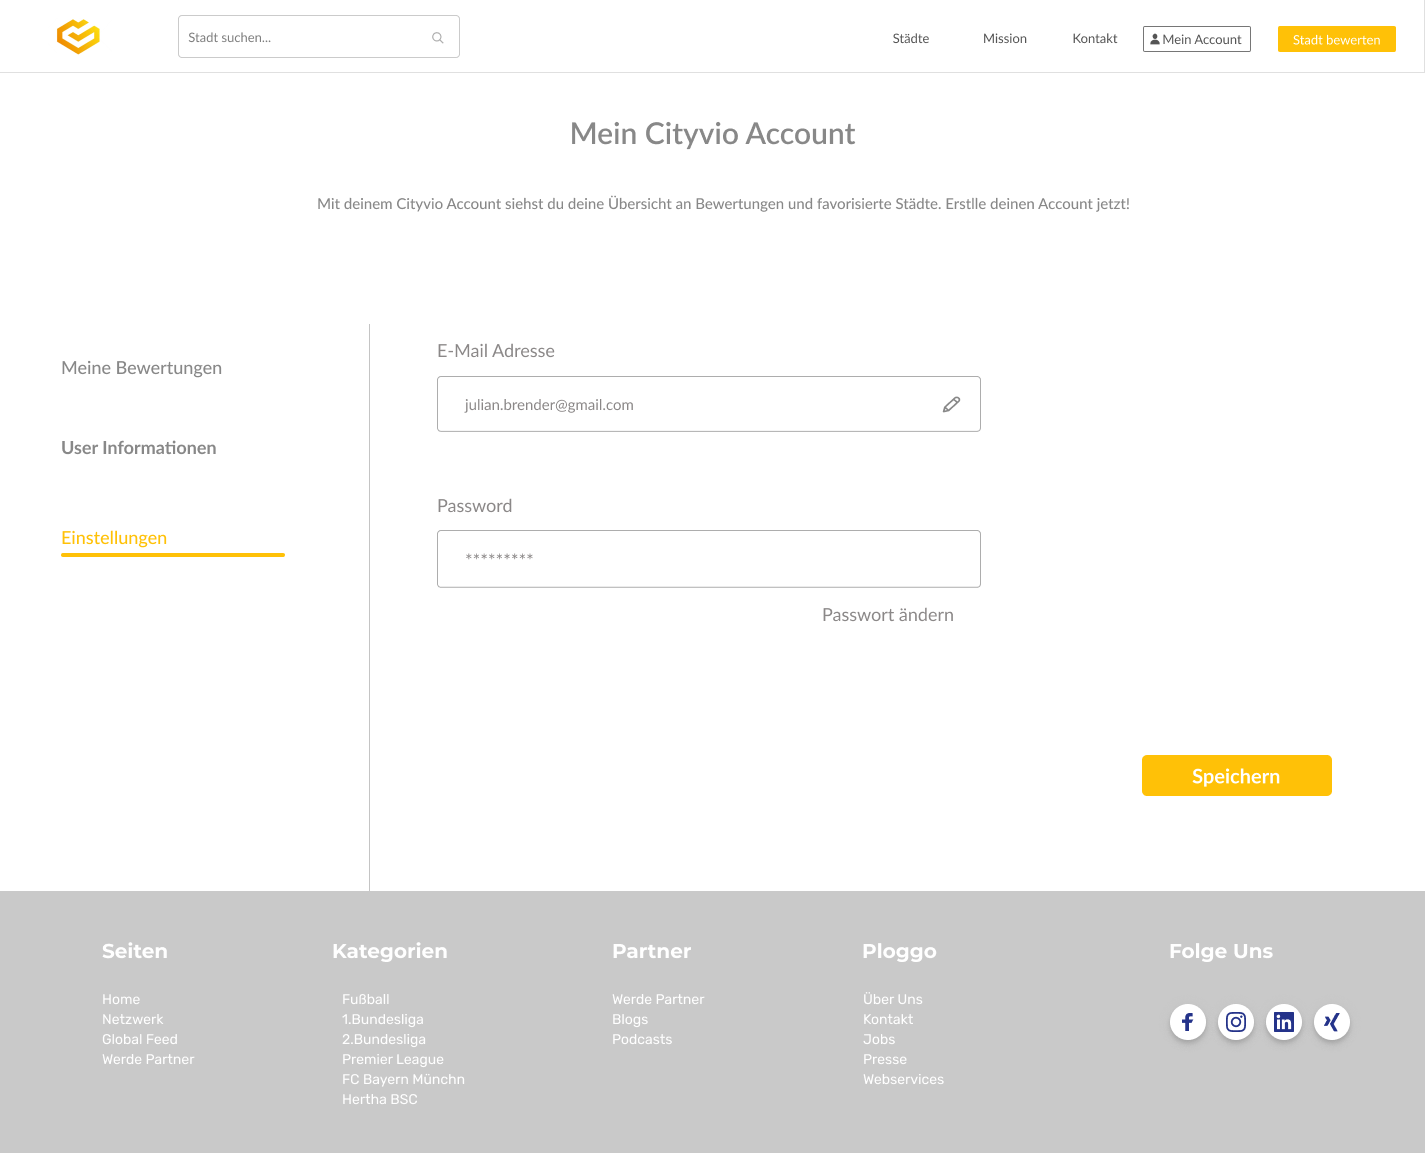 Stadt suchen...
Städte
Mission
Kontakt
Mein Account
Stadt bewerten
Mein Cityvio Account
Mit deinem Cityvio Account siehst du deine Übersicht an Bewertungen und favorisierte Städte. Erstlle deinen Account jetzt!
Meine Bewertungen
User Informationen
Einstellungen
E-Mail Adresse
julian.brender@gmail.com
Password
*********
Passwort ändern
Speichern
Seiten
Home
Netzwerk
Global Feed
Werde Partner
Kategorien
Fußball
1.Bundesliga
2.Bundesliga
Premier League
FC Bayern Münchn
Hertha BSC
Partner
Werde Partner
Blogs
Podcasts
Ploggo
Über Uns
Kontakt
Jobs
Presse
Webservices
Folge Uns